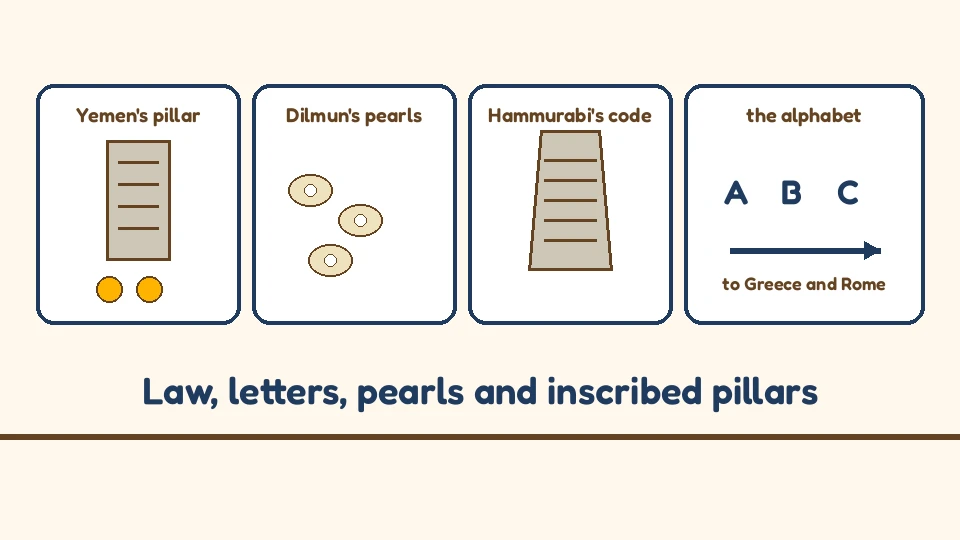 Yemen's pillar
Dilmun's pearls
Hammurabi's code
the alphabet
A B C
to Greece and Rome
Law, letters, pearls and inscribed pillars